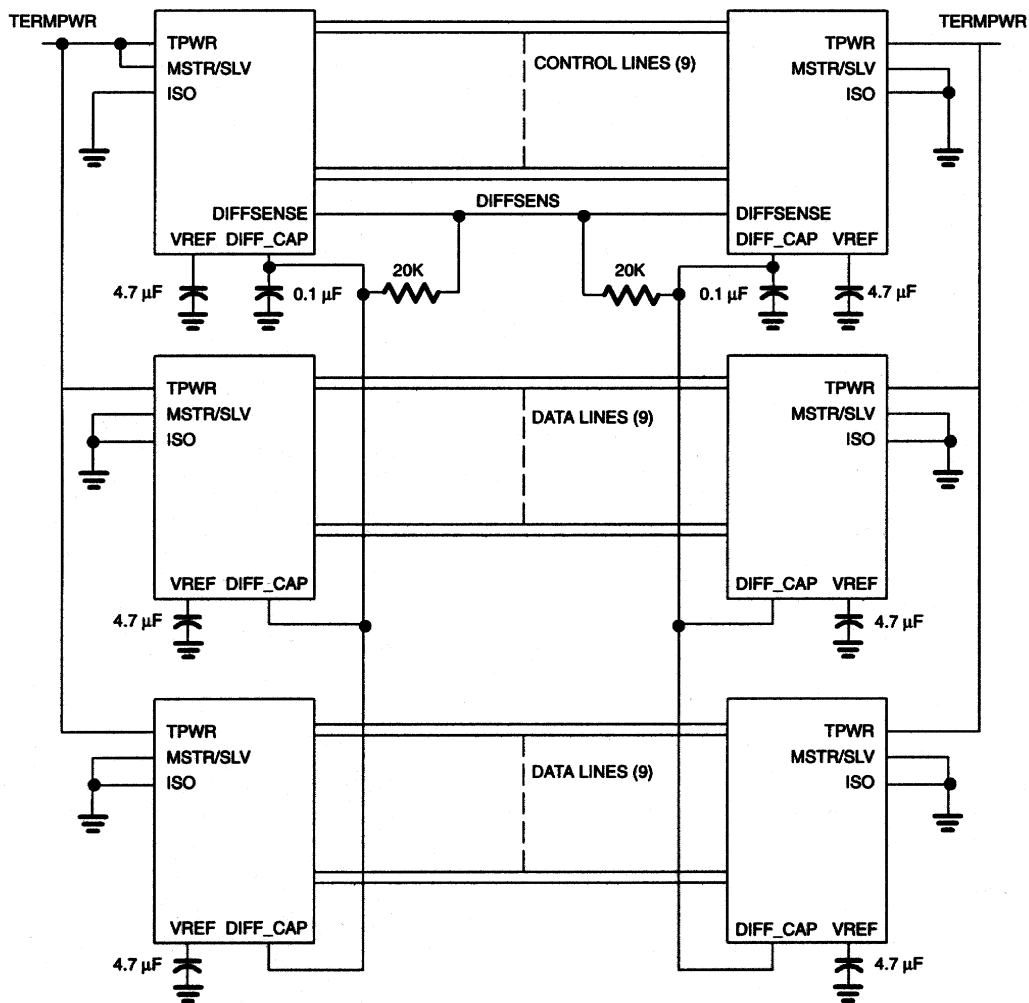 TERMPWR
TERMPWR
TPWR
MSTR/SLV
ISO
CONTROL LINES (9)
TPWR
MSTR/SLV
ISO
DIFFSENSE
DIFFSENS
DIFFSENSE
VREF DIFF_CAP
DIFF_CAP VREF
4.7 µF
0.1 µF
20K
20K
0.1 µF
4.7 µF
TPWR
MSTR/SLV
ISO
DATA LINES (9)
TPWR
MSTR/SLV
ISO
VREF DIFF_CAP
DIFF_CAP VREF
4.7 µF
4.7 µF
TPWR
MSTR/SLV
ISO
DATA LINES (9)
TPWR
MSTR/SLV
ISO
VREF DIFF_CAP
DIFF_CAP VREF
4.7 µF
4.7 µF